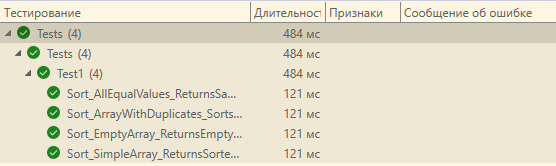 Тестирование Длительност Признаки Сообщение об ошибке
Tests (4) 484 мс
Tests (4) 484 мс
Test1 (4) 484 мс
Sort_AllEqualValues_ReturnsSa... 121 мс
Sort_ArrayWithDuplicates_Sorts... 121 мс
Sort_EmptyArray_ReturnsEmpty... 121 мс
Sort_SimpleArray_ReturnsSorte... 121 мс